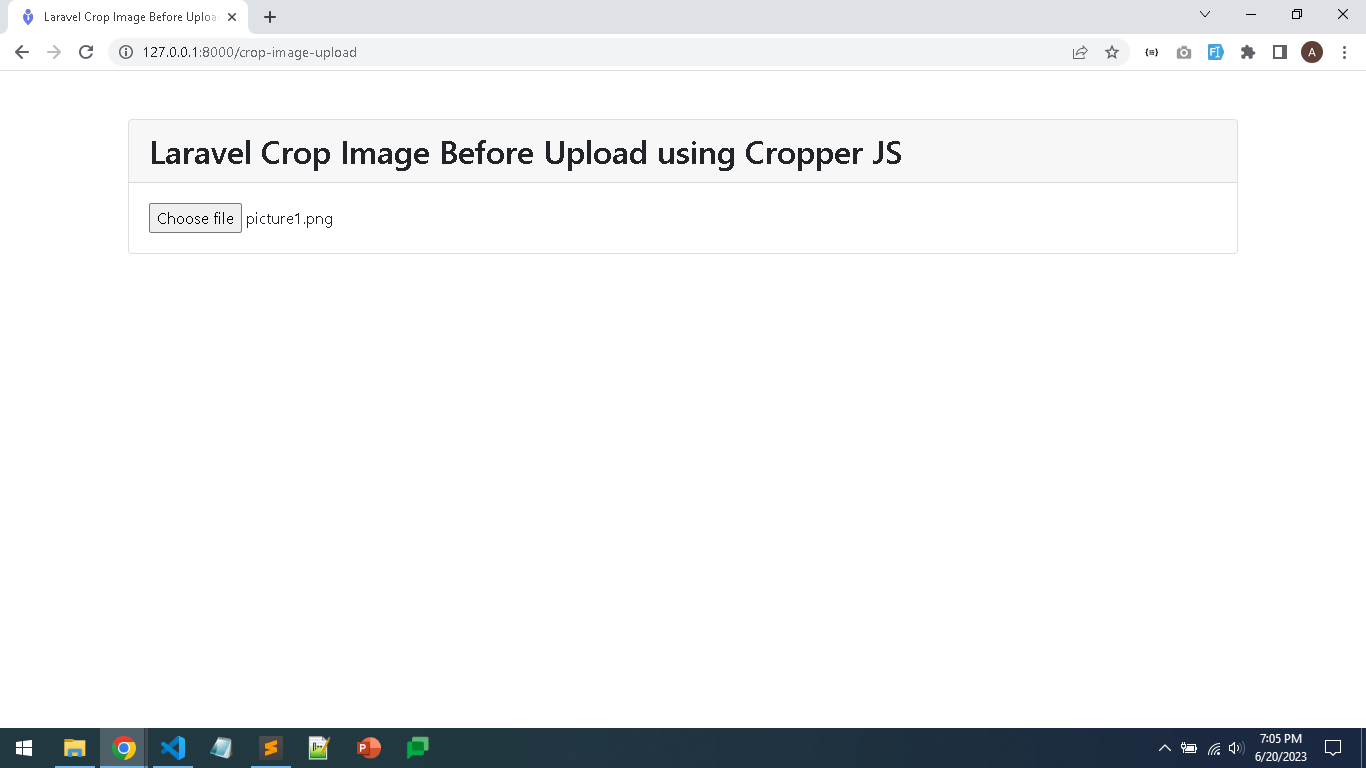 Laravel Crop Image Before Uploa
127.0.0.1:8000/crop-image-upload
A
Laravel Crop Image Before Upload using Cropper JS
Choose file picture1.png
7:05 PM
6/20/2023